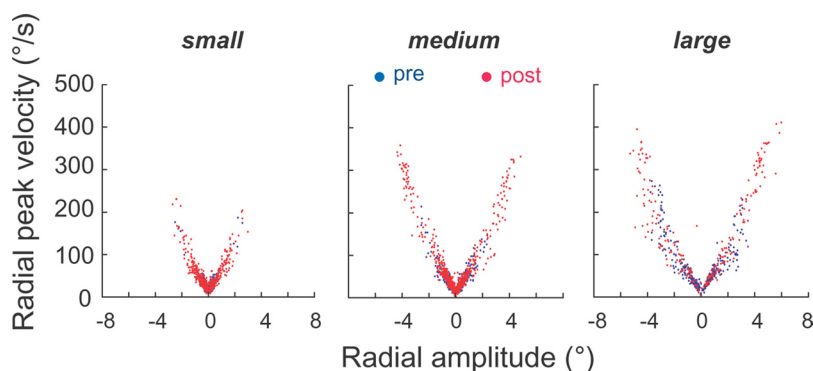 small medium large
pre post
Radial peak velocity (°/s)
500
400
300
200
100
0
-8 -4 0 4 8 -4 0 4 -8 -4 0 4 8
Radial amplitude (°)